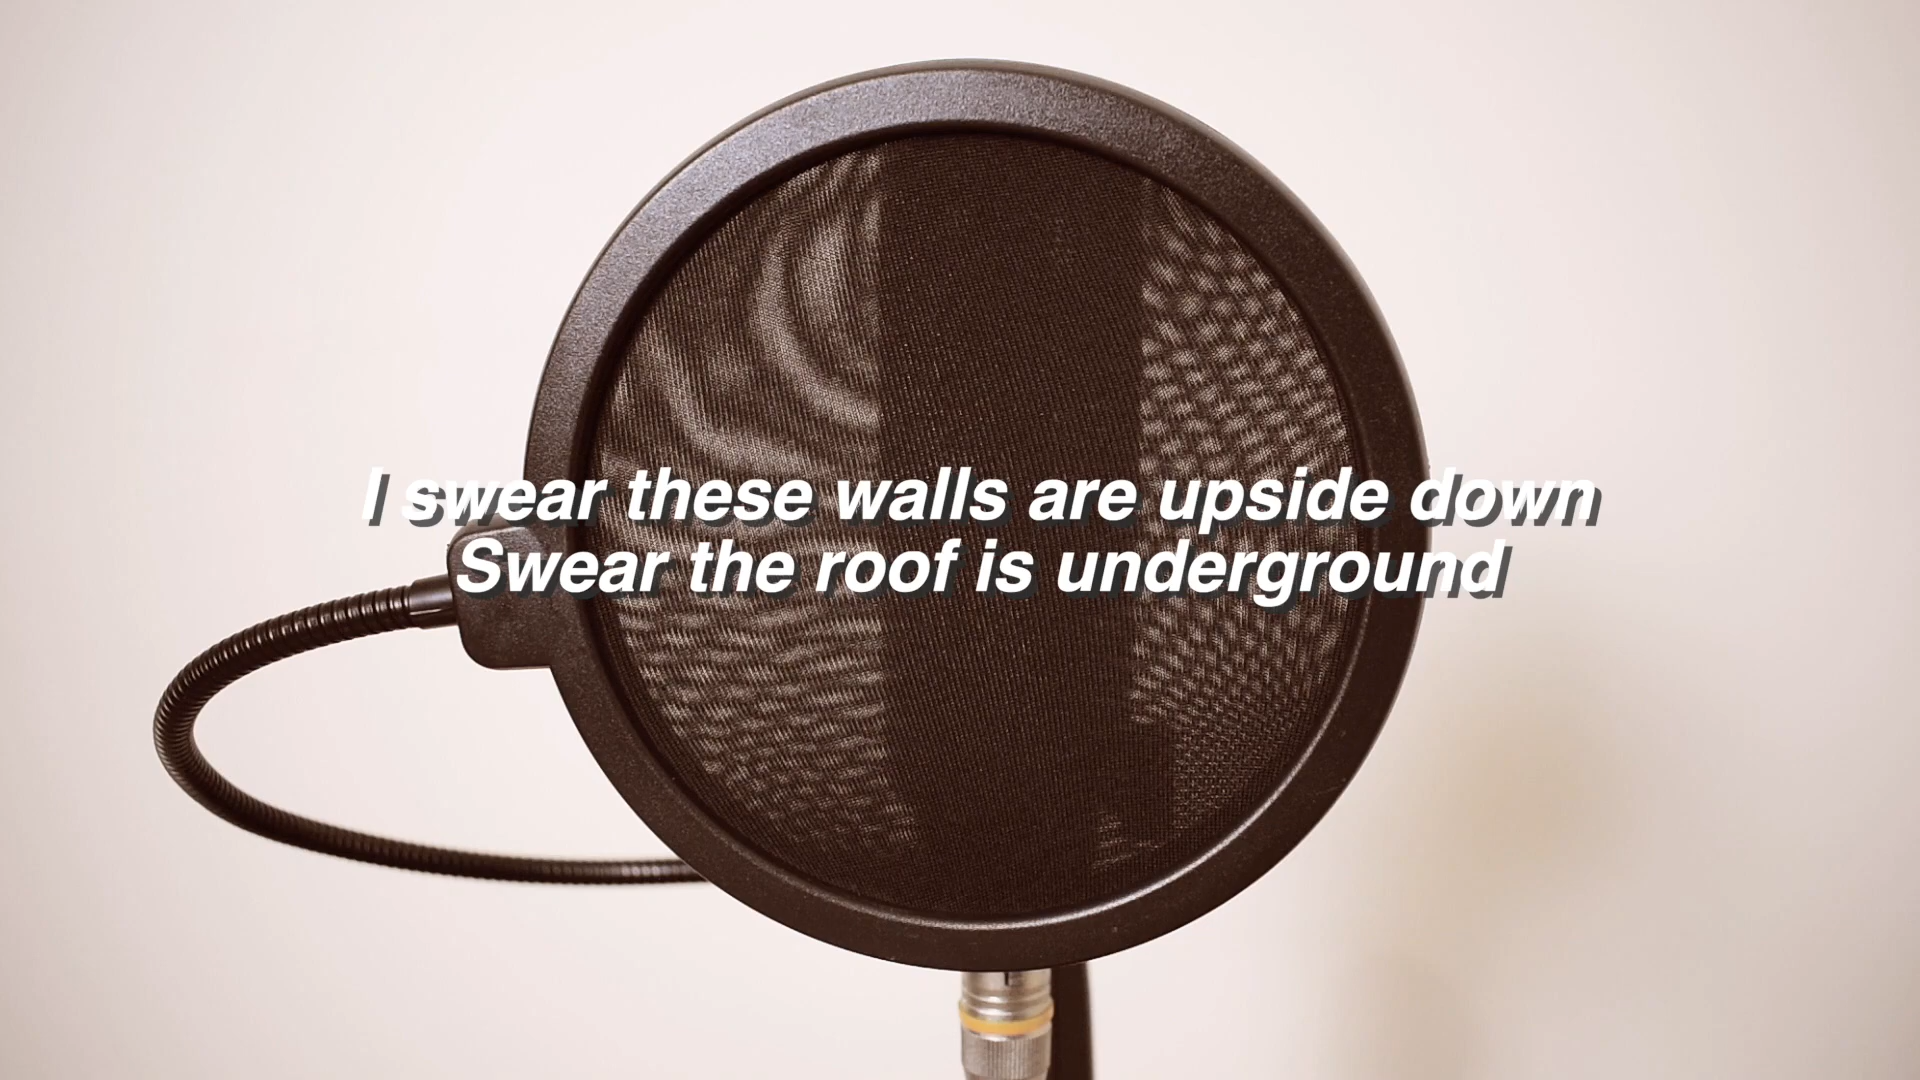 I swear these walls are upside down
Swear the roof is underground